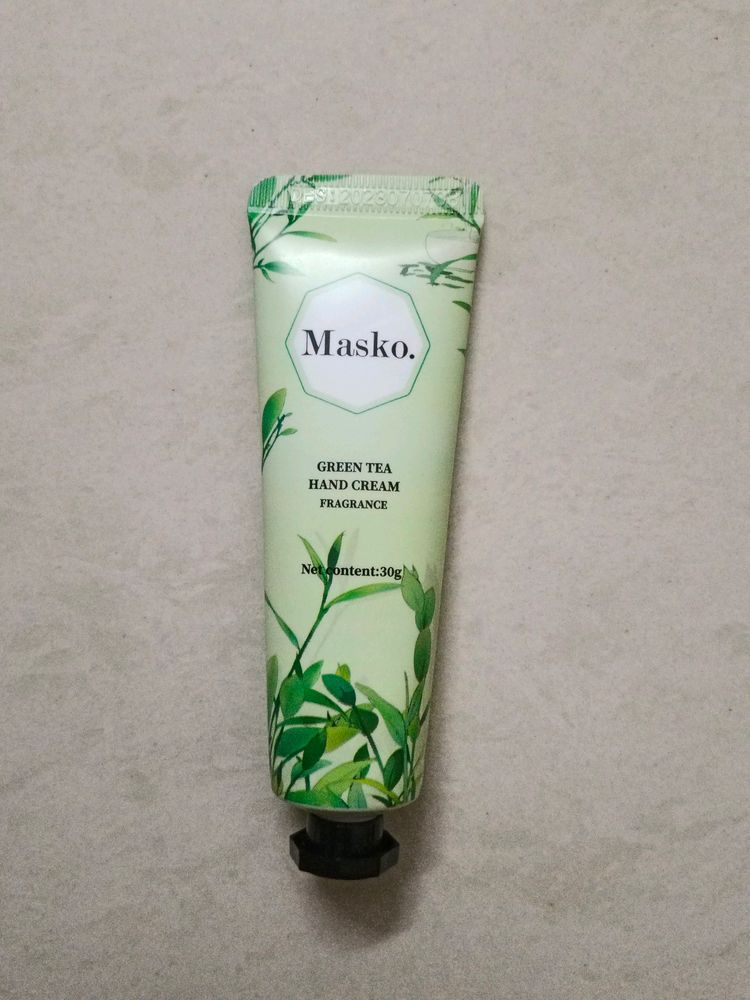 Masko.
GREEN TEA
HAND CREAM
FRAGRANCE
Net content:30g